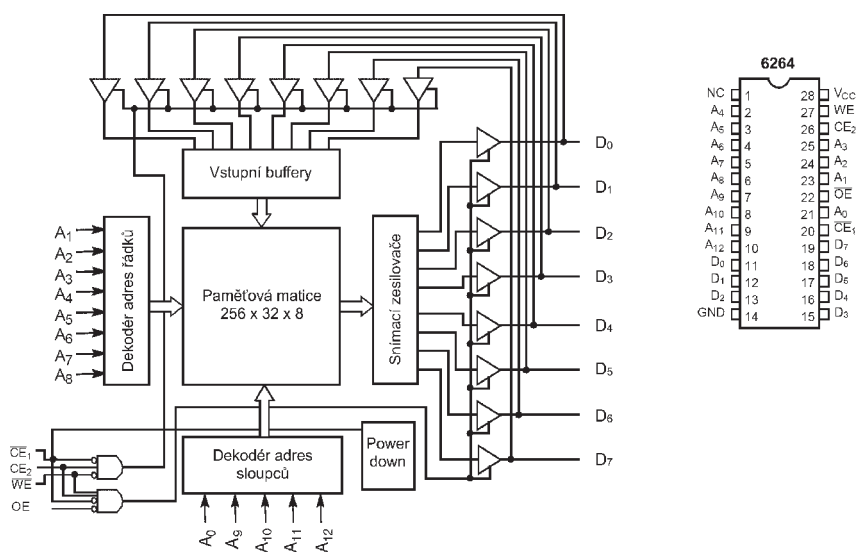 Vstupní buffery
Dekodér adres řádků
A1
A2
A3
A4
A5
A6
A7
A8
Paměťová matice
256 x 32 x 8
Snímací zesilovače
D0
D1
D2
D3
D4
D5
D6
D7
C̅E̅1
CE2
W̅E̅
OE
Dekodér adres
sloupců
Power
down
A0
A9
A10
A11
A12
6264
NC 1 28 VCC
A4 2 27 WE
A5 3 26 CE2
A6 4 25 A3
A7 5 24 A2
A8 6 23 A1
A9 7 22 O̅E̅
A10 8 21 A0
A11 9 20 C̅E̅1
A12 10 19 D7
D0 11 18 D6
D1 12 17 D5
D2 13 16 D4
GND 14 15 D3